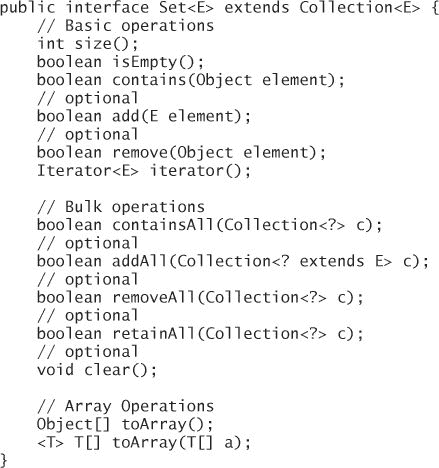 public interface Set<E> extends Collection<E> {
    // Basic operations
    int size();
    boolean isEmpty();
    boolean contains(Object element);
    // optional
    boolean add(E element);
    // optional
    boolean remove(Object element);
    Iterator<E> iterator();

    // Bulk operations
    boolean containsAll(Collection<?> c);
    // optional
    boolean addAll(Collection<? extends E> c);
    // optional
    boolean removeAll(Collection<?> c);
    // optional
    boolean retainAll(Collection<?> c);
    // optional
    void clear();

    // Array Operations
    Object[] toArray();
    <T> T[] toArray(T[] a);
}